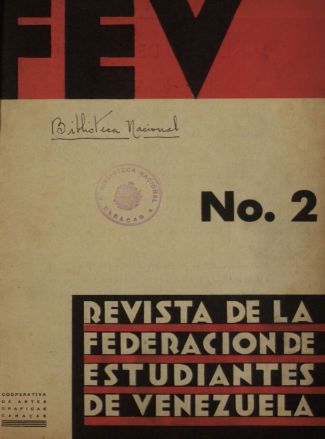 FEV
Biblioteca Nacional
BIBLIOTECA NACIONAL
CARACAS
No. 2
REVISTA DE LA
FEDERACION DE
ESTUDIANTES
DE VENEZUELA
COOPERATIVA
DE ARTES
GRAFICAS
CARACAS